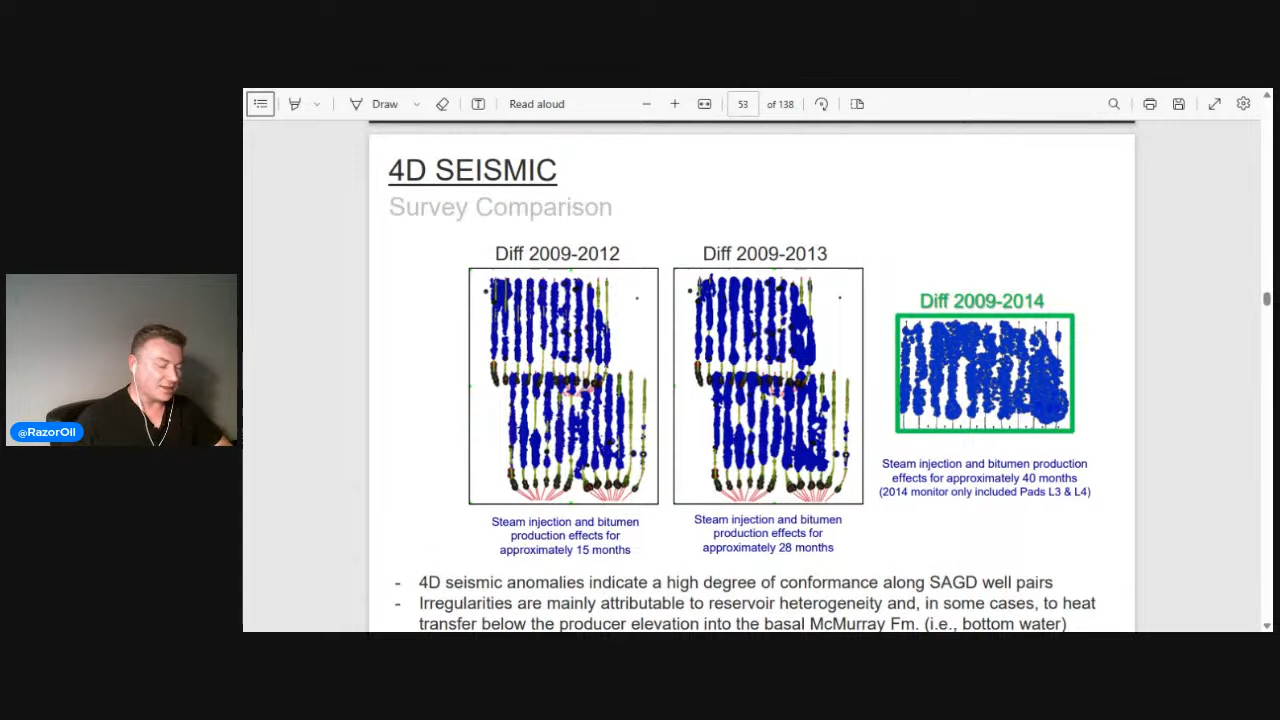 Draw
Read aloud
53
of 138
4D SEISMIC
Survey Comparison
Diff 2009-2012
Diff 2009-2013
Diff 2009-2014
Steam injection and bitumen
production effects for
approximately 15 months
Steam injection and bitumen
production effects for
approximately 28 months
Steam injection and bitumen production
effects for approximately 40 months
(2014 monitor only included Pads L3 & L4)
- 4D seismic anomalies indicate a high degree of conformance along SAGD well pairs
- Irregularities are mainly attributable to reservoir heterogeneity and, in some cases, to heat
transfer below the producer elevation into the basal McMurray Fm. (i.e., bottom water)
@RazorOil